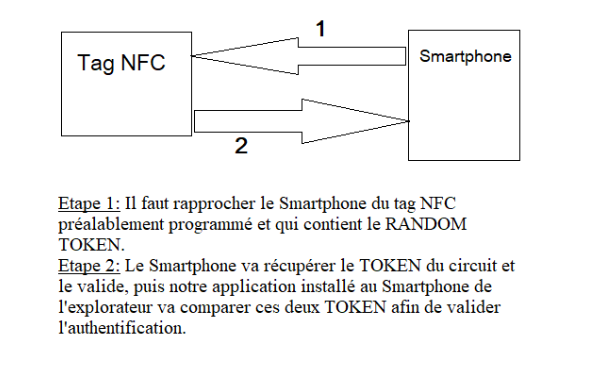 1
Tag NFC
Smartphone
2
Etape 1: Il faut rapprocher le Smartphone du tag NFC
préalablement programmé et qui contient le RANDOM
TOKEN.
Etape 2: Le Smartphone va récupérer le TOKEN du circuit et
le valide, puis notre application installé au Smartphone de
l'explorateur va comparer ces deux TOKEN afin de valider
l'authentification.